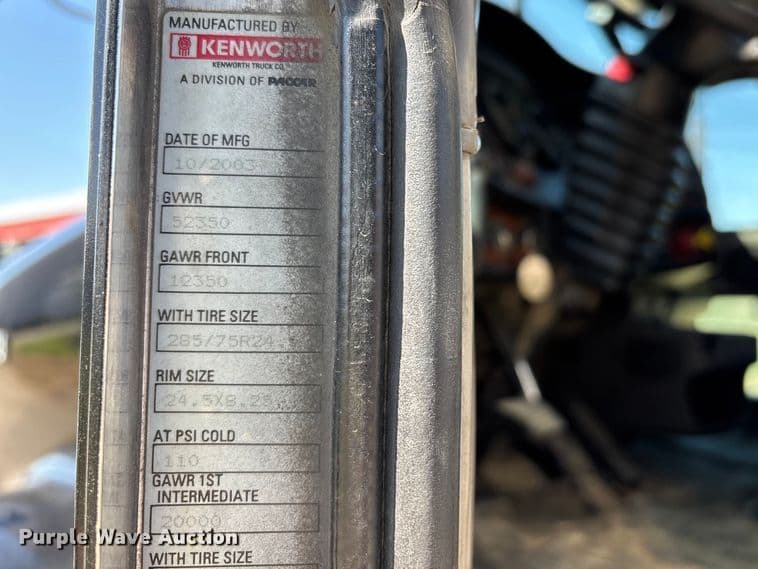 MANUFACTURED BY
KENWORTH
KENWORTH TRUCK CO.
A DIVISION OF PACCAR
DATE OF MFG
10/2003
GVWR
52350
GAWR FRONT
12350
WITH TIRE SIZE
285/75R24.
RIM SIZE
24.5X8.25
AT PSI COLD
110
GAWR 1ST
INTERMEDIATE
20000
Purple Wave Auction
WITH TIRE SIZE